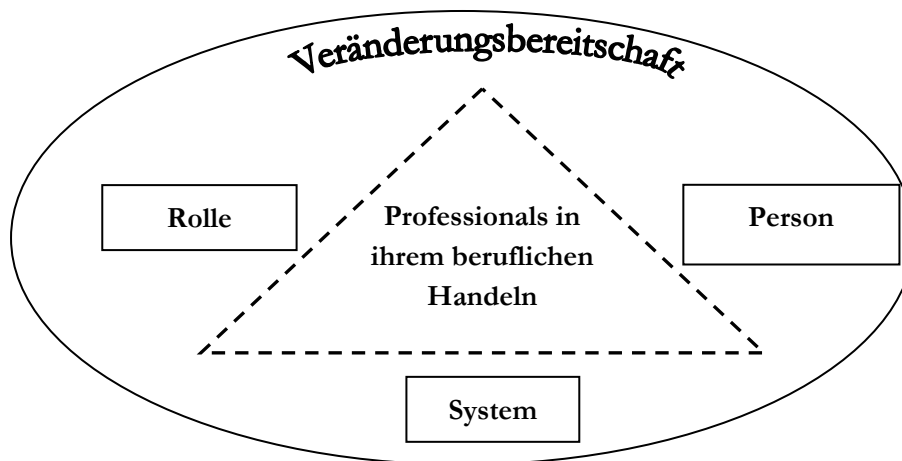 Veränderungsbereitschaft
Rolle
Professionals in
ihrem beruflichen
Handeln
Person
System